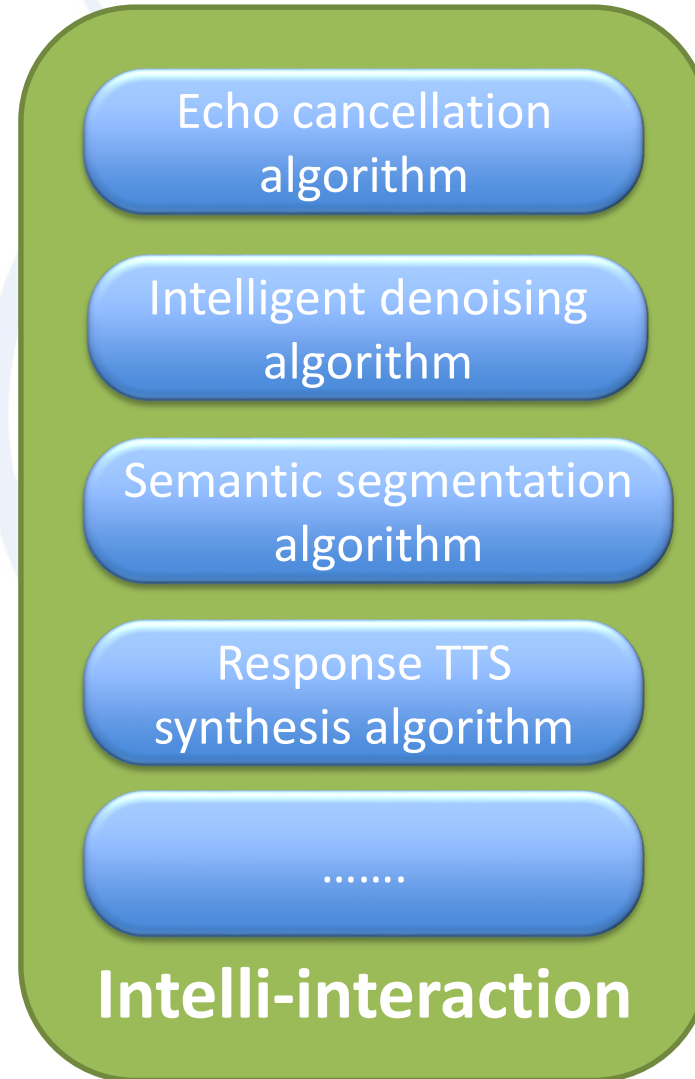 Echo cancellation
algorithm
Intelligent denoising
algorithm
Semantic segmentation
algorithm
Response TTS
synthesis algorithm
.......
Intelli-interaction